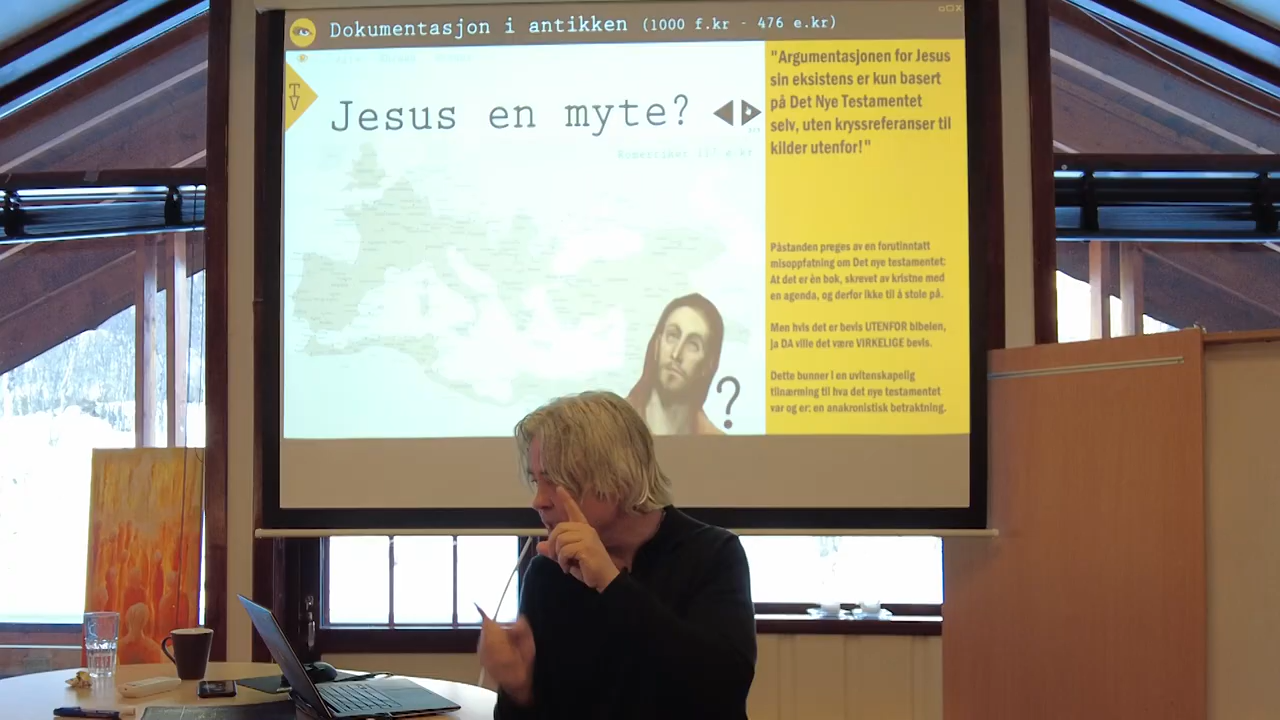 Dokumentasjon i antikken (1000 f.kr - 476 e.kr)
TV
Jesus en myte?
Romerriket 117 e.kr
?
"Argumentasjonen for Jesus
sin eksistens er kun basert
på Det Nye Testamentet
selv, uten kryssreferanser til
kilder utenfor!"
Påstanden preges av en forutinntatt
misoppfatning om Det nye testamentet:
At det er èn bok, skrevet av kristne med
en agenda, og derfor ikke til å stole på.
Men hvis det er bevis UTENFOR bibelen,
ja DA ville det være VIRKELIGE bevis.
Dette bunner i en uvitenskapelig
tilnærming til hva det nye testamentet
var og er: en anakronistisk betraktning.